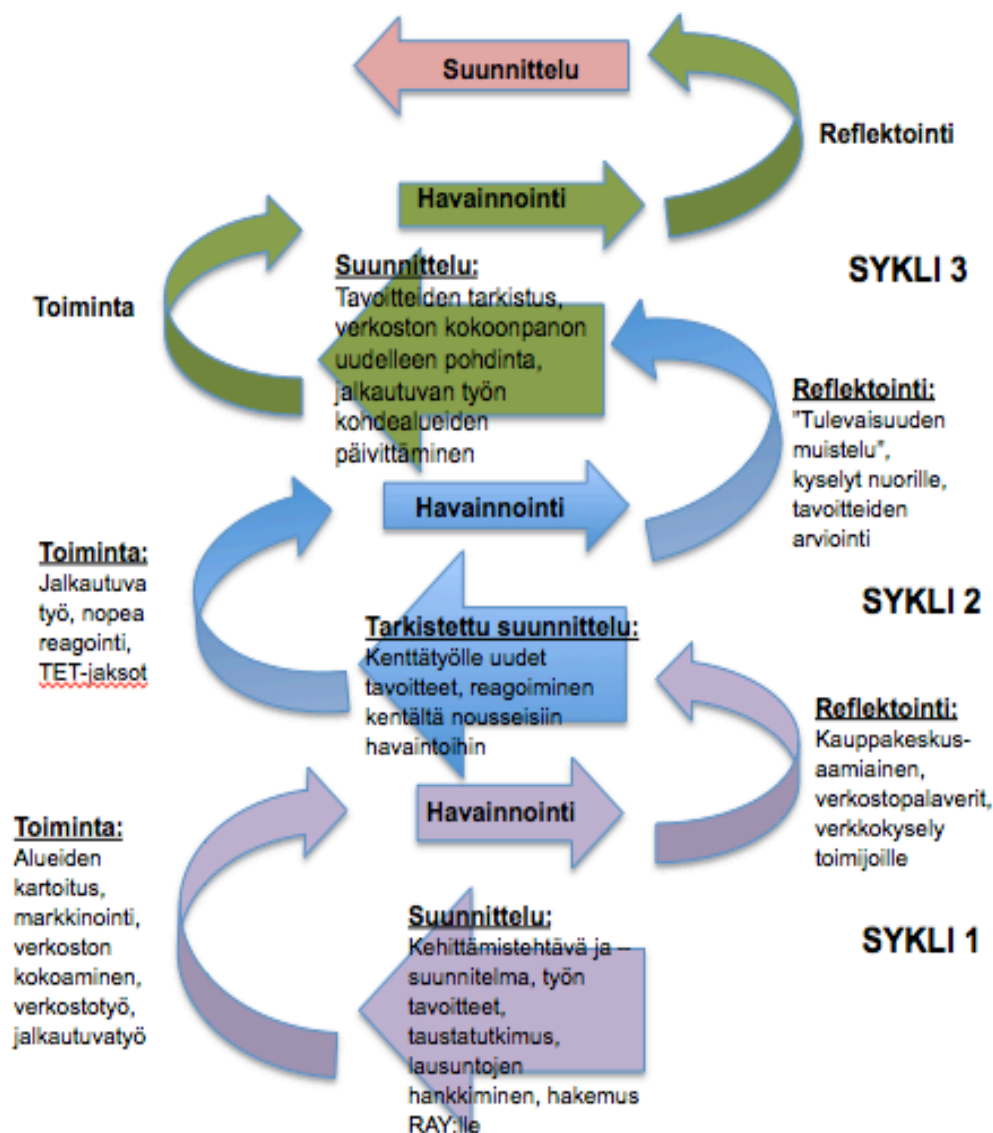 Suunnittelu
Reflektointi
Havainnointi
SYKLI 3
Toiminta
Suunnittelu:
Tavoitteiden tarkistus,
verkoston kokoonpanon
uudelleen pohdinta,
jalkautuvan työn
kohdealueiden
päivittäminen
Reflektointi:
"Tulevaisuuden
muistelu",
kyselyt nuorille,
tavoitteiden
arviointi
Havainnointi
Toiminta:
Jalkautuva
työ, nopea
reagointi,
TET-jaksot
SYKLI 2
Tarkistettu suunnittelu:
Kenttätyölle uudet
tavoitteet, reagoiminen
kentältä nousseisiin
havaintoihin
Reflektointi:
Kauppakeskus-
aamiainen,
verkostopalaverit,
verkkokysely
toimijoille
Havainnointi
Toiminta:
Alueiden
kartoitus,
markkinointi,
verkoston
kokoaminen,
verkostotyö,
jalkautuvatyö
SYKLI 1
Suunnittelu:
Kehittämistehtävä ja –
suunnitelma, työn
tavoitteet,
taustatutkimus,
lausuntojen
hankkiminen, hakemus
RAY:lle